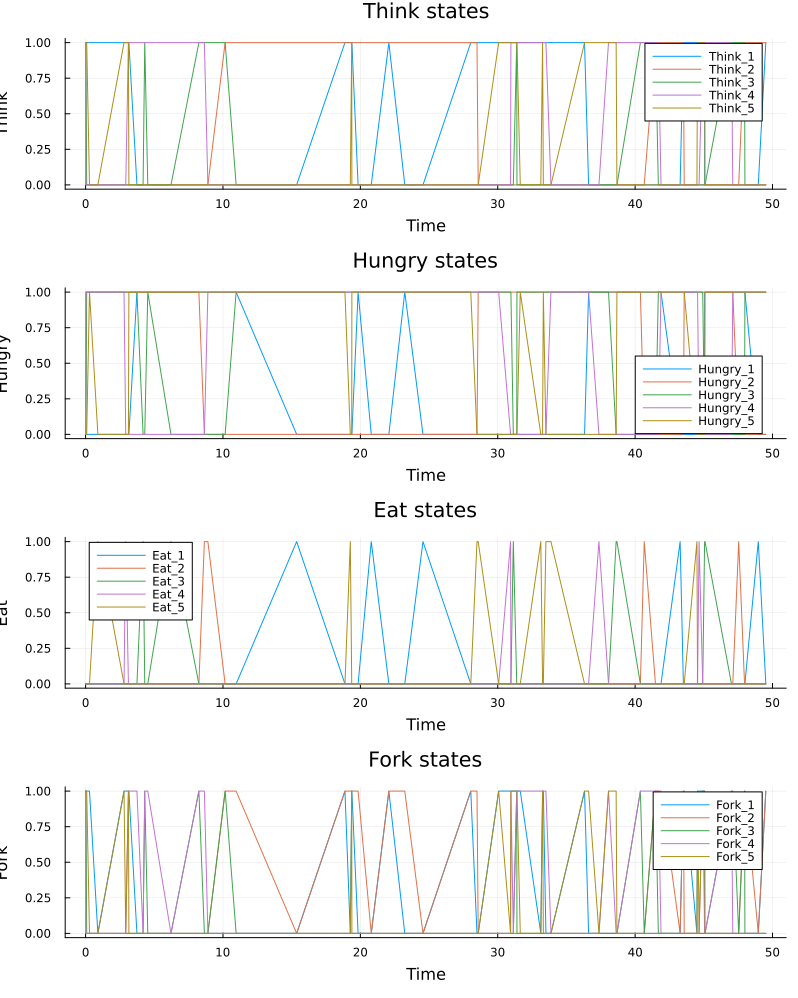 Think states
1.00
0.75
0.50
0.25
0.00
Think
Think_1
Think_2
Think_3
Think_4
Think_5
0 10 20 30 40 50
Time
Hungry states
1.00
0.75
0.50
0.25
0.00
Hungry
Hungry_1
Hungry_2
Hungry_3
Hungry_4
Hungry_5
0 10 20 30 40 50
Time
Eat states
1.00
0.75
0.50
0.25
0.00
Eat
Eat_1
Eat_2
Eat_3
Eat_4
Eat_5
0 10 20 30 40 50
Time
Fork states
1.00
0.75
0.50
0.25
0.00
Fork
Fork_1
Fork_2
Fork_3
Fork_4
Fork_5
0 10 20 30 40 50
Time